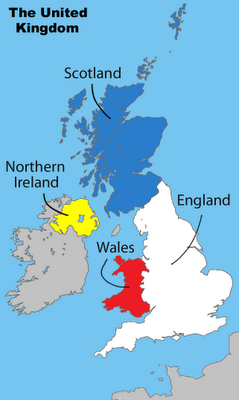 The United
Kingdom
Scotland
Northern
Ireland
England
Wales